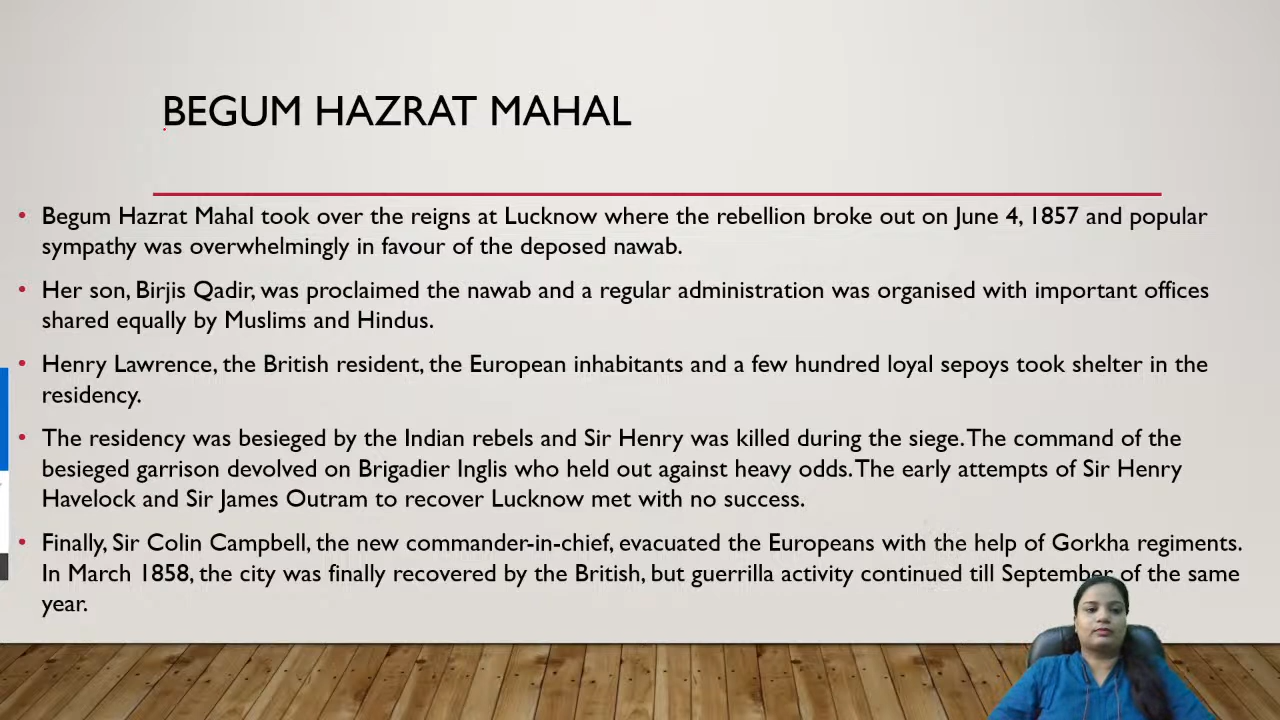 BEGUM HAZRAT MAHAL
• Begum Hazrat Mahal took over the reigns at Lucknow where the rebellion broke out on June 4, 1857 and popular
sympathy was overwhelmingly in favour of the deposed nawab.
• Her son, Birjis Qadir, was proclaimed the nawab and a regular administration was organised with important offices
shared equally by Muslims and Hindus.
• Henry Lawrence, the British resident, the European inhabitants and a few hundred loyal sepoys took shelter in the
residency.
• The residency was besieged by the Indian rebels and Sir Henry was killed during the siege. The command of the
besieged garrison devolved on Brigadier Inglis who held out against heavy odds. The early attempts of Sir Henry
Havelock and Sir James Outram to recover Lucknow met with no success.
• Finally, Sir Colin Campbell, the new commander-in-chief, evacuated the Europeans with the help of Gorkha regiments.
In March 1858, the city was finally recovered by the British, but guerrilla activity continued till September of the same
year.